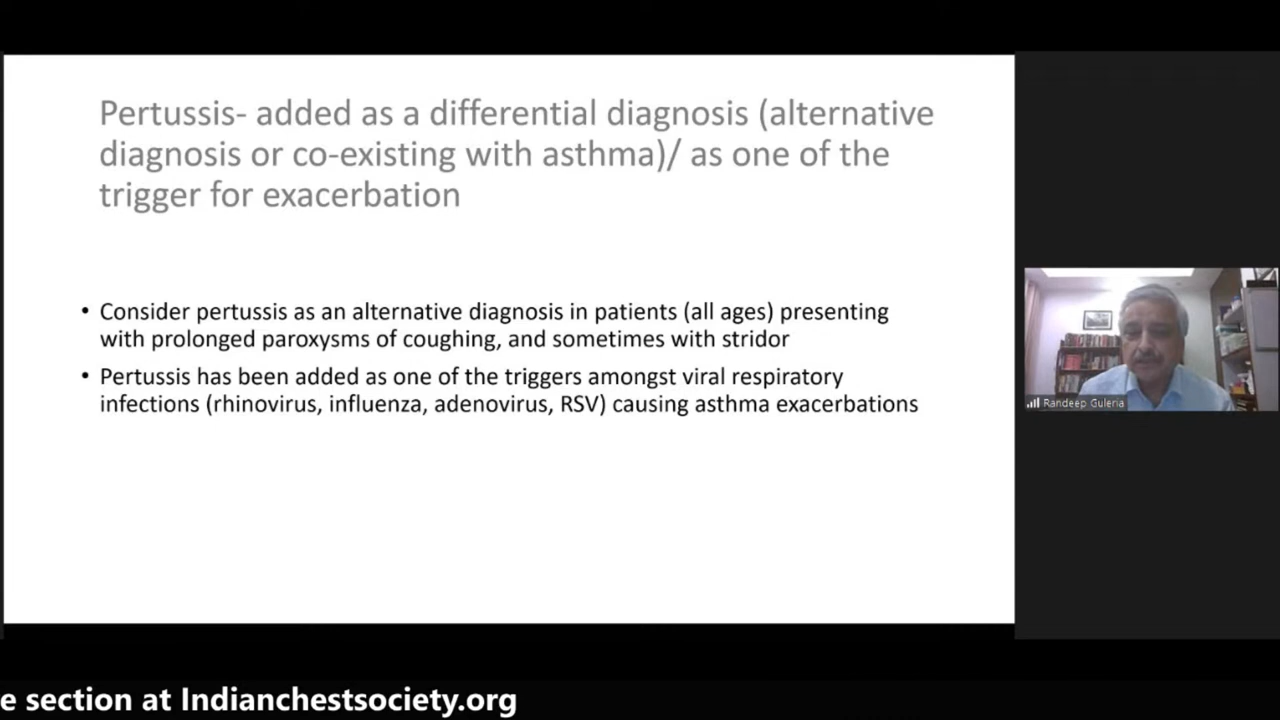 Pertussis- added as a differential diagnosis (alternative
diagnosis or co-existing with asthma)/ as one of the
trigger for exacerbation
• Consider pertussis as an alternative diagnosis in patients (all ages) presenting
with prolonged paroxysms of coughing, and sometimes with stridor
• Pertussis has been added as one of the triggers amongst viral respiratory
infections (rhinovirus, influenza, adenovirus, RSV) causing asthma exacerbations
Randeep Guleria
e section at Indianchestsociety.org